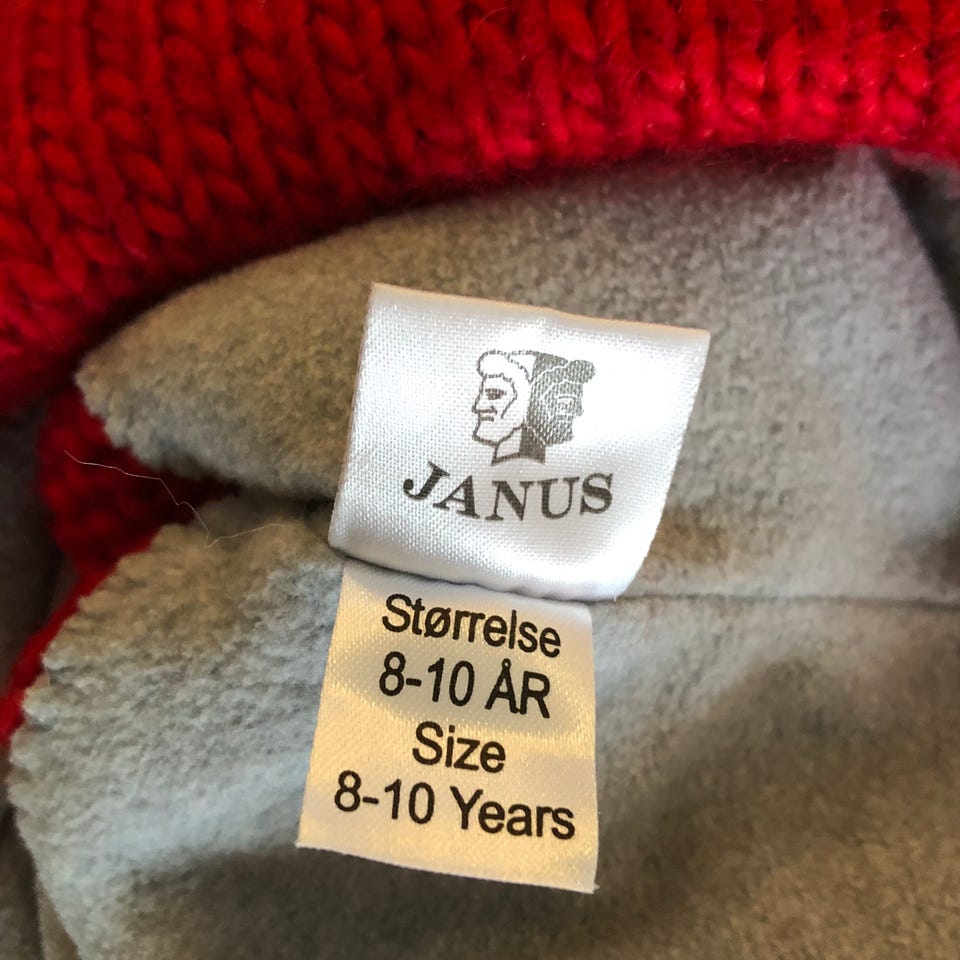 JANUS
Størrelse
8-10 ÅR
Size
8-10 Years